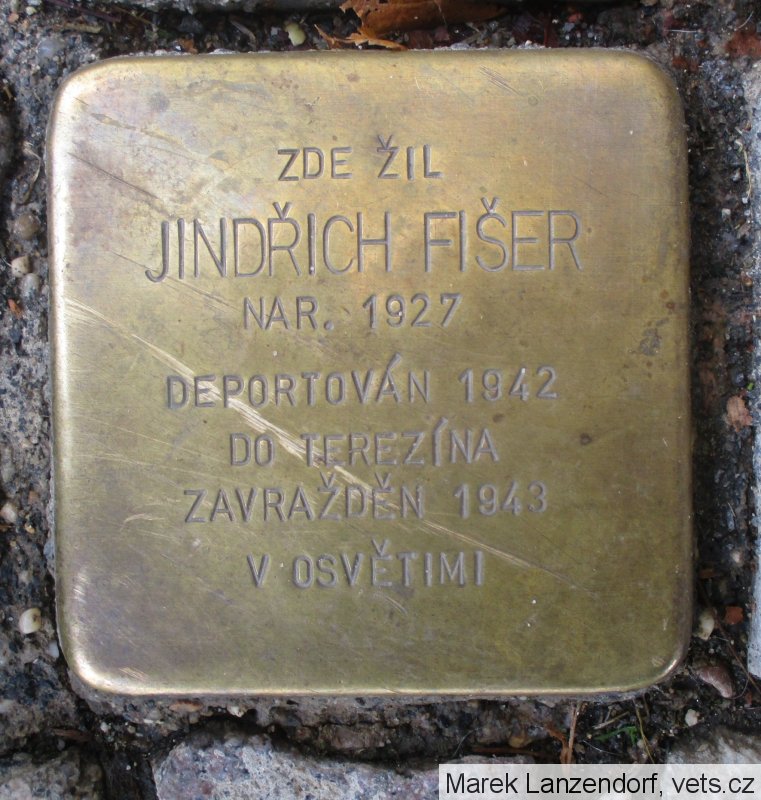 ZDE ŽIL
JINDŘICH FIŠER
NAR. 1927
DEPORTOVÁN 1942
DO TEREZÍNA
ZAVRAŽDĚN 1943
V OSVĚTIMI
Marek Lanzendorf, vets.cz